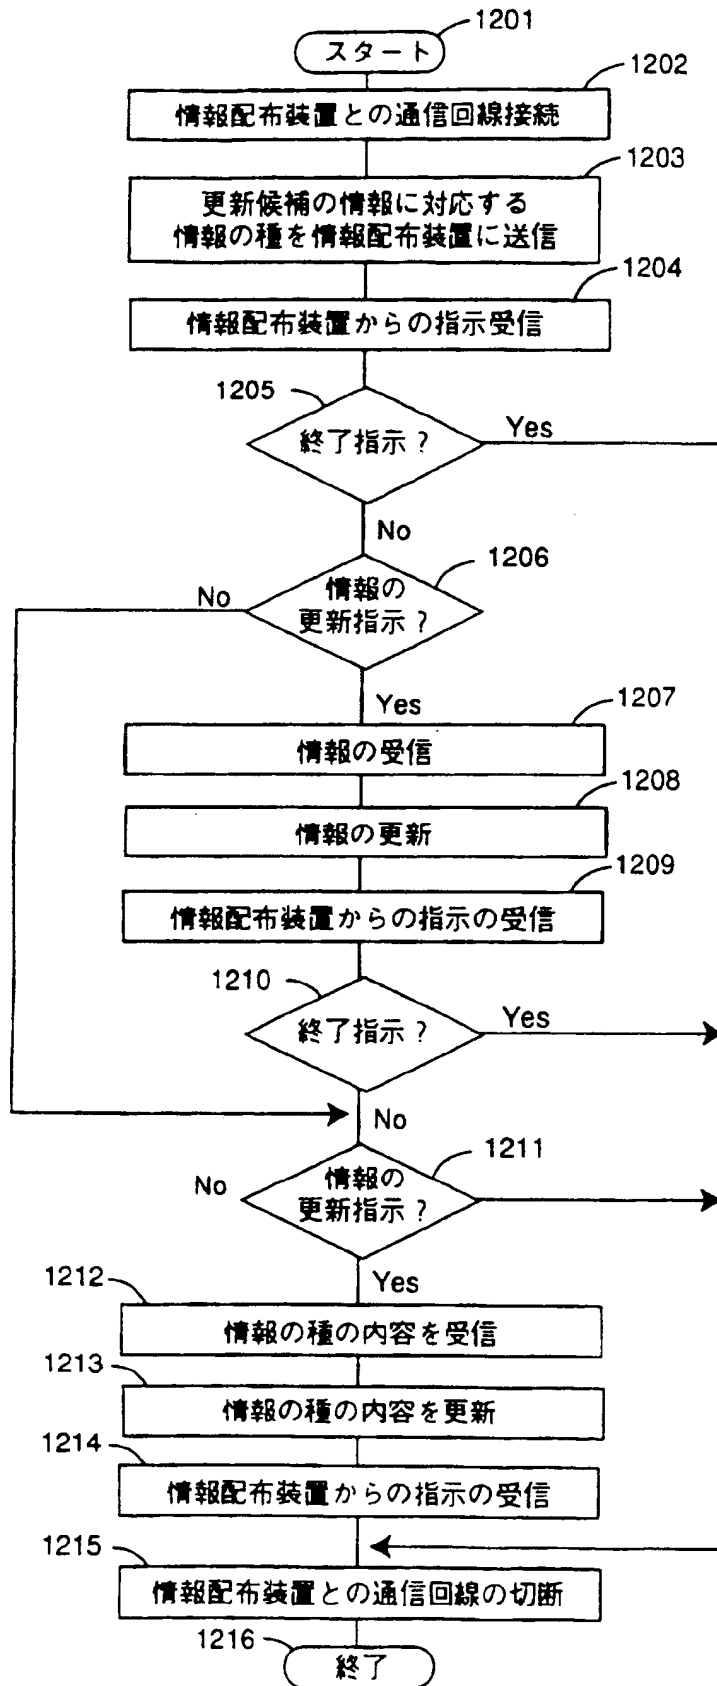 1201
スタート
1202
情報配布装置との通信回線接続
1203
更新候補の情報に対応する
情報の種を情報配布装置に送信
1204
情報配布装置からの指示受信
1205
終了指示?
Yes
No
1206
情報の
更新指示?
No
Yes
1207
情報の受信
1208
情報の更新
1209
情報配布装置からの指示の受信
1210
終了指示?
Yes
No
1211
情報の
更新指示?
No
Yes
1212
情報の種の内容を受信
1213
情報の種の内容を更新
1214
情報配布装置からの指示の受信
1215
情報配布装置との通信回線の切断
1216
終了